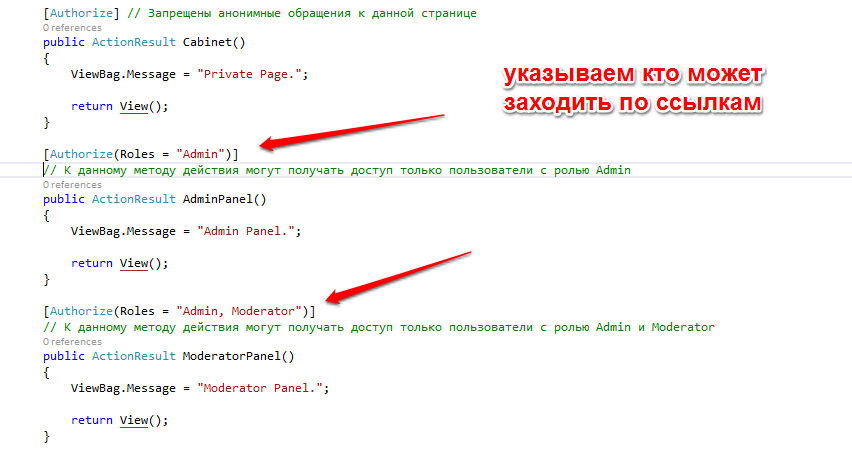 [Authorize] // Запрещены анонимные обращения к данной странице
0 references
public ActionResult Cabinet()
{
ViewBag.Message = "Private Page.";
return View();
}
указываем кто может
заходить по ссылкам
[Authorize(Roles = "Admin")]
// К данному методу действия могут получать доступ только пользователи с ролью Admin
0 references
public ActionResult AdminPanel()
{
ViewBag.Message = "Admin Panel.";
return View();
}
[Authorize(Roles = "Admin, Moderator")]
// К данному методу действия могут получать доступ только пользователи с ролью Admin и Moderator
0 references
public ActionResult ModeratorPanel()
{
ViewBag.Message = "Moderator Panel.";
return View();
}